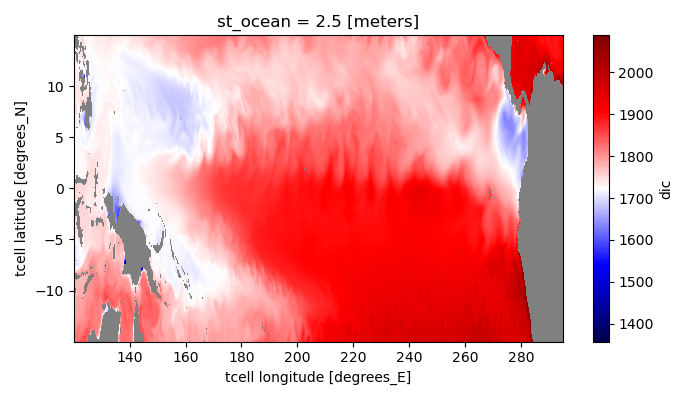 st_ocean = 2.5 [meters]
10
5
0
−5
−10
tcell latitude [degrees_N]
140 160 180 200 220 240 260 280
tcell longitude [degrees_E]
2000
1900
1800
1700
1600
1500
1400
dic